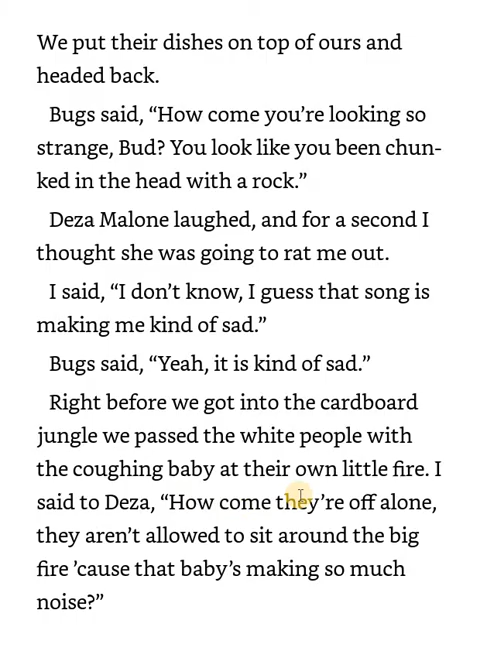 We put their dishes on top of ours and
headed back.
Bugs said, “How come you’re looking so
strange, Bud? You look like you been chun-
ked in the head with a rock.”
Deza Malone laughed, and for a second I
thought she was going to rat me out.
I said, “I don’t know, I guess that song is
making me kind of sad.”
Bugs said, “Yeah, it is kind of sad.”
Right before we got into the cardboard
jungle we passed the white people with
the coughing baby at their own little fire. I
said to Deza, “How come they’re off alone,
they aren’t allowed to sit around the big
fire ’cause that baby’s making so much
noise?”